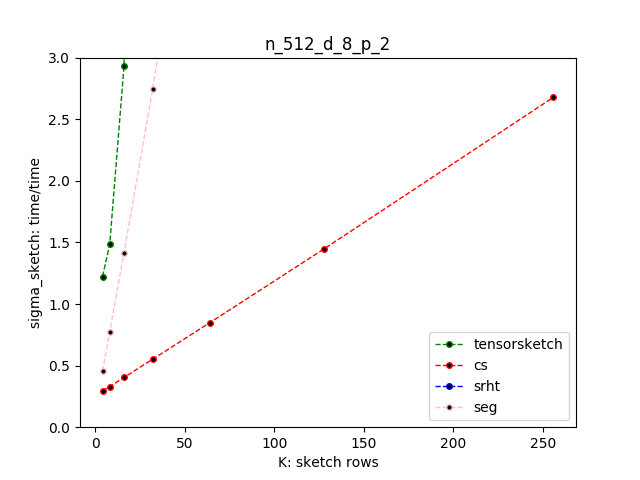 n_512_d_8_p_2
3.0
2.5
2.0
1.5
1.0
0.5
0.0
sigma_sketch: time/time
0 50 100 150 200 250
K: sketch rows
tensorsketch
cs
srht
seg